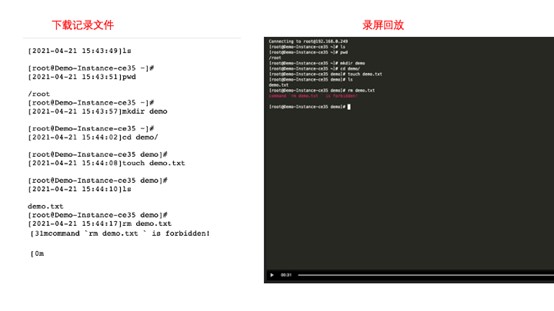 下载记录文件
[2021-04-21 15:43:49]ls
[root@Demo-Instance-ce35 ~]#
[2021-04-21 15:43:51]pwd
/root
[root@Demo-Instance-ce35 ~]#
[2021-04-21 15:43:57]mkdir demo
[root@Demo-Instance-ce35 ~]#
[2021-04-21 15:44:02]cd demo/
[root@Demo-Instance-ce35 demo]#
[2021-04-21 15:44:08]touch demo.txt
[root@Demo-Instance-ce35 demo]#
[2021-04-21 15:44:10]ls
demo.txt
[root@Demo-Instance-ce35 demo]#
[2021-04-21 15:44:17]rm demo.txt
[31mcommand `rm demo.txt ` is forbidden!
[0m
录屏回放
Connecting to root@192.168.0.240
[root@Demo-Instance-ce35 ~]# ls
[root@Demo-Instance-ce35 ~]# pwd
/root
[root@Demo-Instance-ce35 ~]# mkdir demo
[root@Demo-Instance-ce35 ~]# cd demo/
[root@Demo-Instance-ce35 demo]# touch demo.txt
[root@Demo-Instance-ce35 demo]# ls
demo.txt
[root@Demo-Instance-ce35 demo]# rm demo.txt
command `rm demo.txt ` is forbidden!
[root@Demo-Instance-ce35 demo]#
00:31